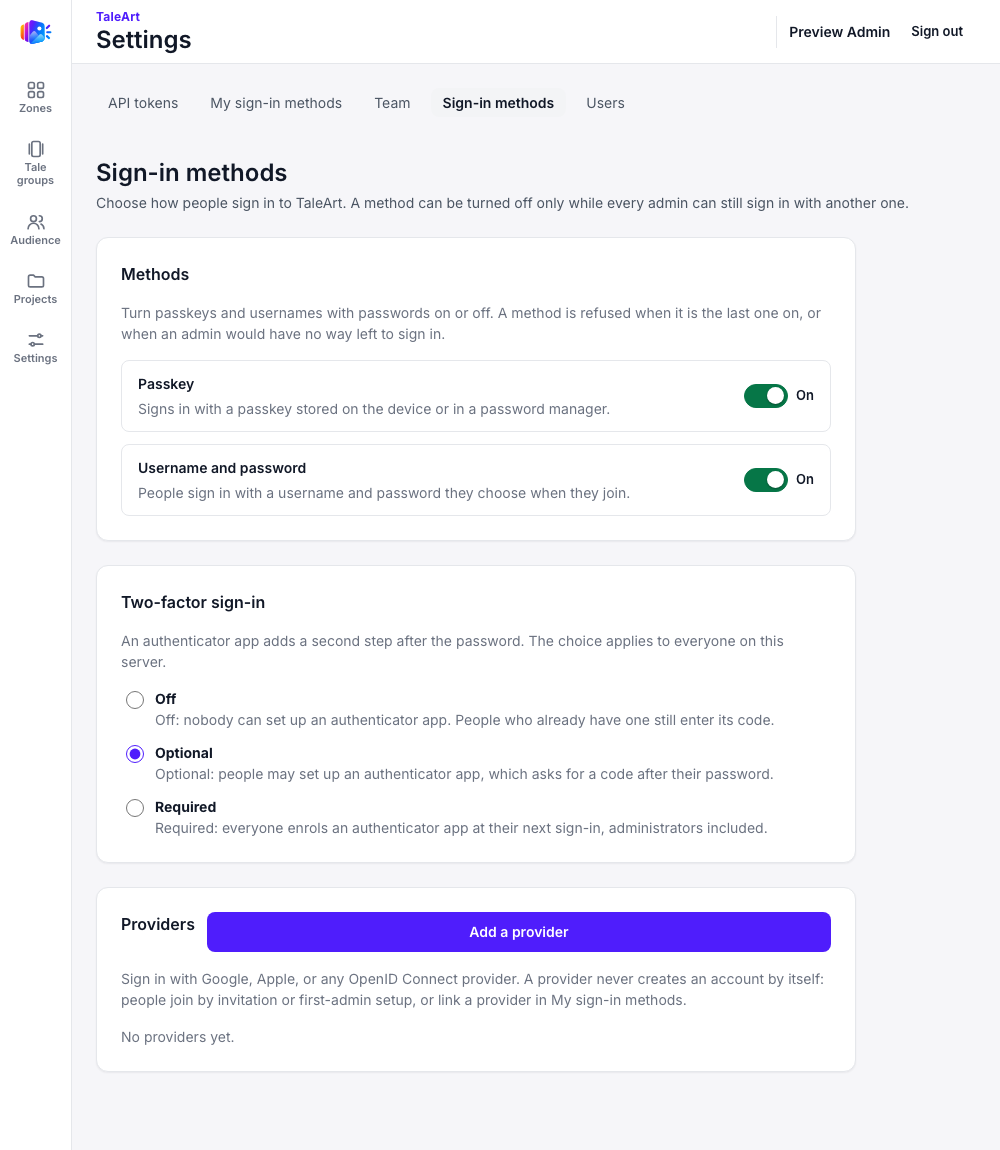 TaleArt
Settings
Preview Admin
Sign out
Zones
Tale
groups
Audience
Projects
Settings
API tokens
My sign-in methods
Team
Sign-in methods
Users
Sign-in methods
Choose how people sign in to TaleArt. A method can be turned off only while every admin can still sign in with another one.
Methods
Turn passkeys and usernames with passwords on or off. A method is refused when it is the last one on, or
when an admin would have no way left to sign in.
Passkey
Signs in with a passkey stored on the device or in a password manager.
On
Username and password
People sign in with a username and password they choose when they join.
On
Two-factor sign-in
An authenticator app adds a second step after the password. The choice applies to everyone on this
server.
Off
Off: nobody can set up an authenticator app. People who already have one still enter its code.
Optional
Optional: people may set up an authenticator app, which asks for a code after their password.
Required
Required: everyone enrols an authenticator app at their next sign-in, administrators included.
Providers
Add a provider
Sign in with Google, Apple, or any OpenID Connect provider. A provider never creates an account by itself:
people join by invitation or first-admin setup, or link a provider in My sign-in methods.
No providers yet.